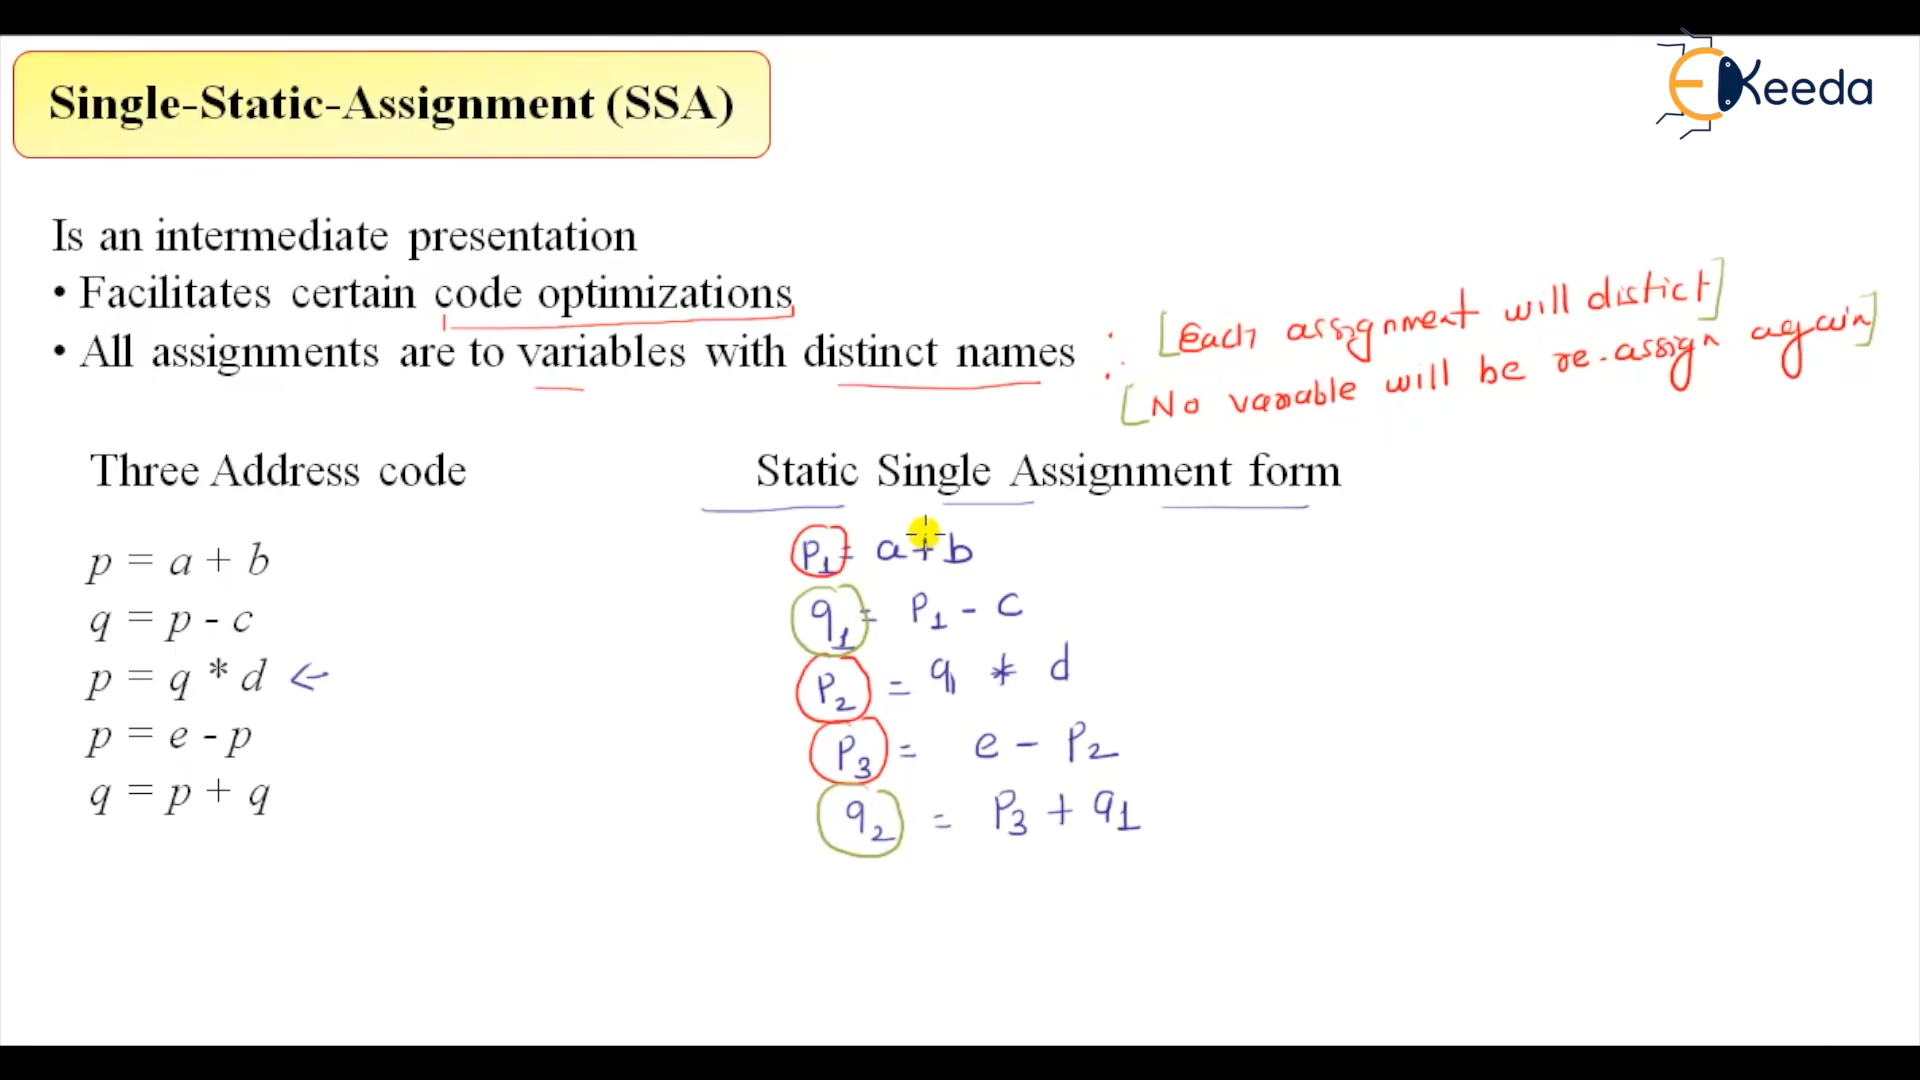 Keeda
Single-Static-Assignment (SSA)
Is an intermediate presentation
• Facilitates certain code optimizations
• All assignments are to variables with distinct names
∴ [Each assignment will distict]
[No variable will be re-assign again]
Three Address code
Static Single Assignment form
p = a + b
q = p - c
p = q * d ←
p = e - p
q = p + q
P₁ = a+b
q₁ = P₁ - c
P₂ = q₁ * d
P₃ = e - P₂
q₂ = P₃ + q₁